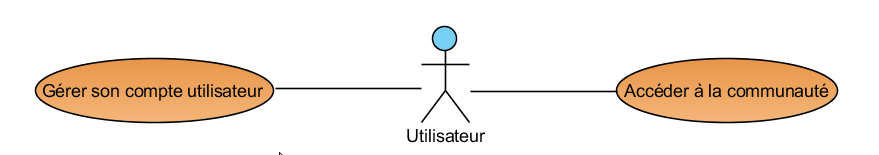 Gérer son compte utilisateur
Accéder à la communauté
Utilisateur